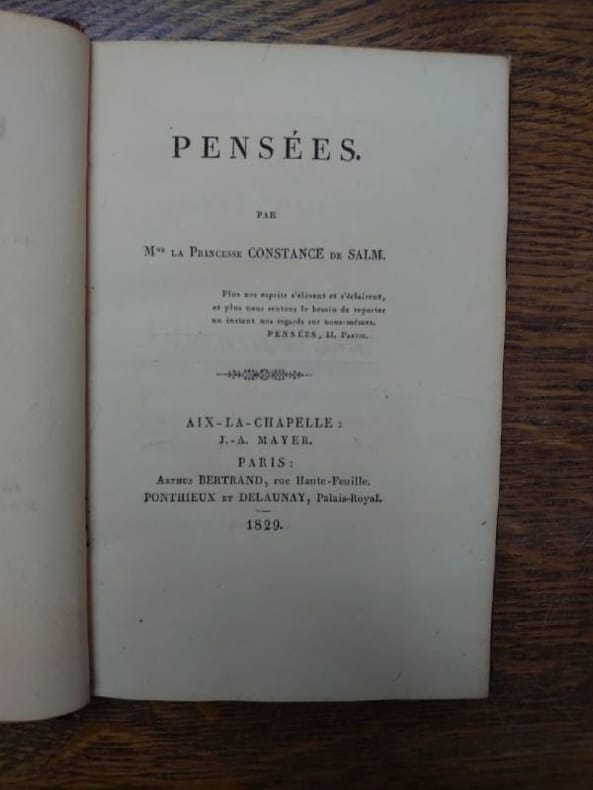 PENSÉES.
PAR
Mme LA PRINCESSE CONSTANCE DE SALM.
Plus nos esprits s'élèvent et s'éclairent,
et plus nous sentons le besoin de reporter
un instant nos regards sur nous-mêmes.
PENSÉES, II. PARTIE.
AIX-LA-CHAPELLE :
J.-A. MAYER.
PARIS :
ARTHUS BERTRAND, rue Haute-Feuille.
PONTHIEUX ET DELAUNAY, Palais-Royal.
1829.